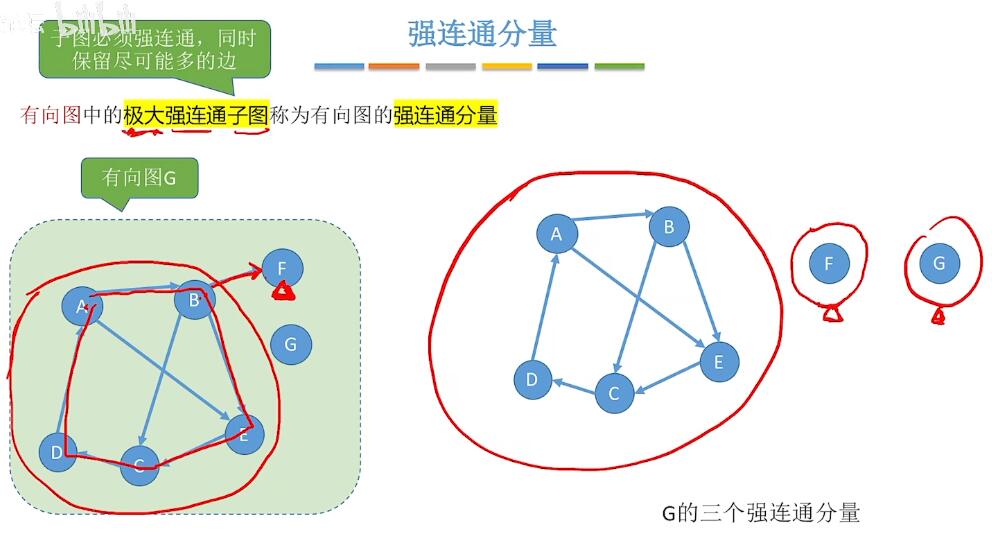 bilibili
强连通分量
子图必须强连通，同时
保留尽可能多的边
有向图中的极大强连通子图称为有向图的强连通分量
有向图G
A
B
F
G
E
D
C
A
B
F
G
E
D
C
G的三个强连通分量